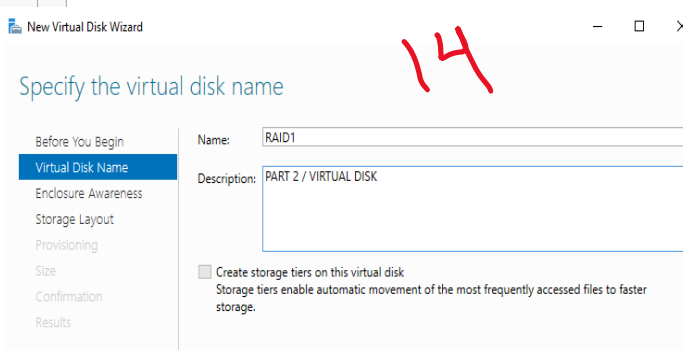 New Virtual Disk Wizard
14
Specify the virtual disk name
Before You Begin
Virtual Disk Name
Enclosure Awareness
Storage Layout
Provisioning
Size
Confirmation
Results
Name: RAID1
Description: PART 2 / VIRTUAL DISK
Create storage tiers on this virtual disk
Storage tiers enable automatic movement of the most frequently accessed files to faster
storage.